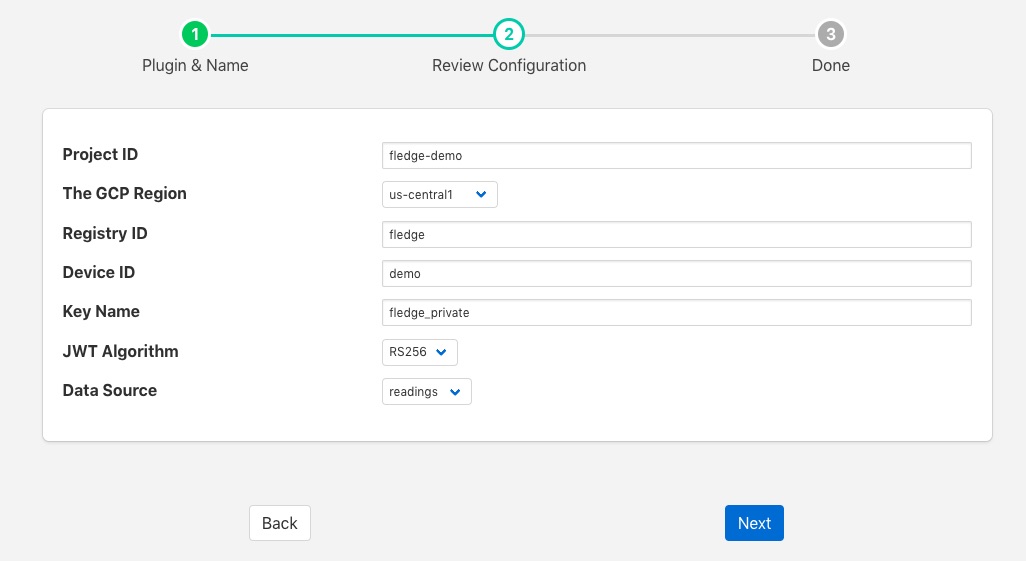 1 2 3
Plugin & Name Review Configuration Done
Project ID fledge-demo
The GCP Region us-central1
Registry ID fledge
Device ID demo
Key Name fledge_private
JWT Algorithm RS256
Data Source readings
Back Next